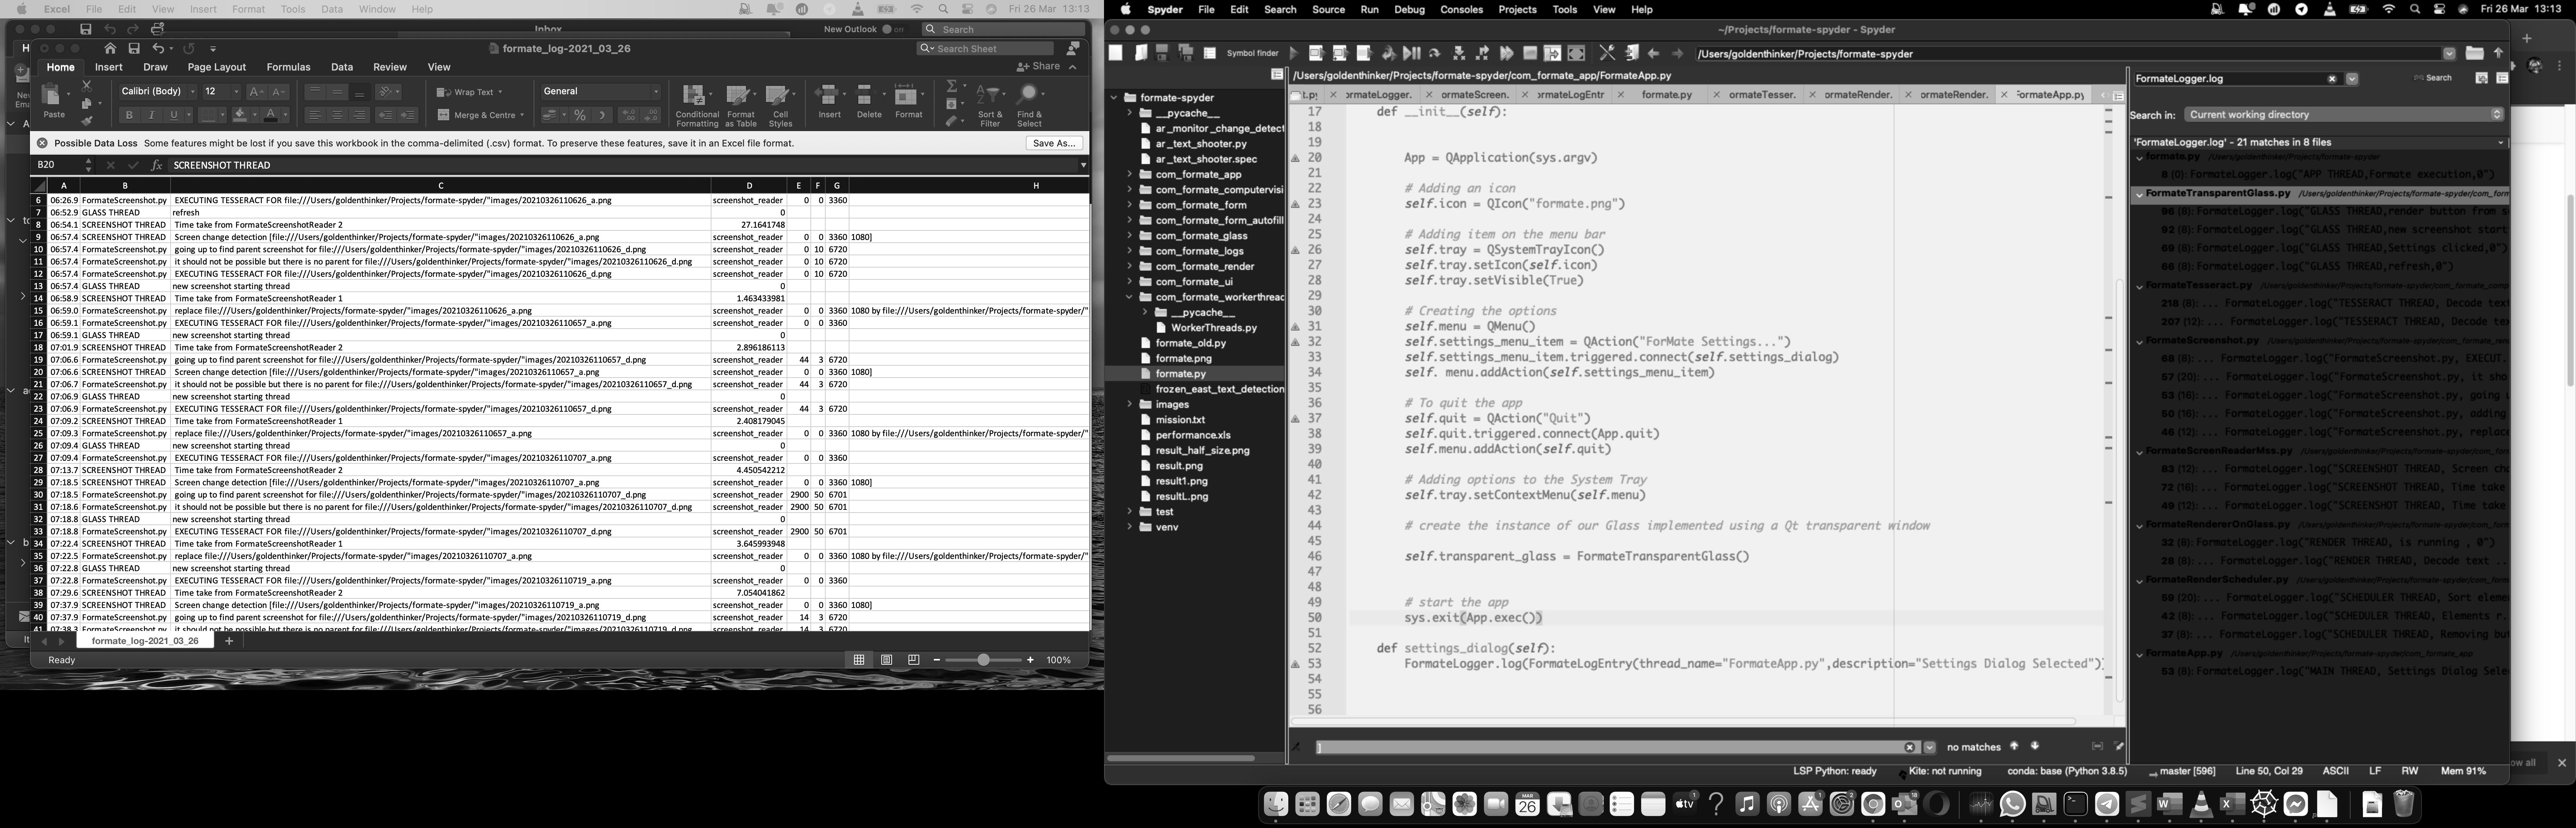 Excel File Edit View Insert Format Tools Data Window Help Fri 26 Mar 13:13
Inbox New Outlook Search
formate_log-2021_03_26 Search Sheet
Home Insert Draw Page Layout Formulas Data Review View Share
Calibri (Body) 12 Wrap Text General
Paste Merge & Centre Conditional Formatting Format as Table Cell Styles Insert Delete Format Sort & Filter Find & Select
Possible Data Loss Some features might be lost if you save this workbook in the comma-delimited (.csv) format. To preserve these features, save it in an Excel file format. Save As...
B20 fx SCREENSHOT THREAD
A B C D E F G H
6 06:26.9 FormateScreenshot.py EXECUTING TESSERACT FOR file:///Users/goldenthinker/Projects/formate-spyder/"images/20210326110626_a.png screenshot_reader 0 0 3360
7 06:52.9 GLASS THREAD refresh 0
8 06:54.1 SCREENSHOT THREAD Time take from FormateScreenshotReader 2 27.1641748
9 06:57.4 SCREENSHOT THREAD Screen change detection [file:///Users/goldenthinker/Projects/formate-spyder/"images/20210326110626_a.png screenshot_reader 0 0 3360 1080]
10 06:57.4 FormateScreenshot.py going up to find parent screenshot for file:///Users/goldenthinker/Projects/formate-spyder/"images/20210326110626_d.png screenshot_reader 0 10 6720
11 06:57.4 FormateScreenshot.py it should not be possible but there is no parent for file:///Users/goldenthinker/Projects/formate-spyder/"images/20210326110626_d.png screenshot_reader 0 10 6720
12 06:57.4 FormateScreenshot.py EXECUTING TESSERACT FOR file:///Users/goldenthinker/Projects/formate-spyder/"images/20210326110626_d.png screenshot_reader 0 10 6720
13 06:57.4 GLASS THREAD new screenshot starting thread 0
14 06:58.9 SCREENSHOT THREAD Time take from FormateScreenshotReader 1 1.463433981
15 06:59.0 FormateScreenshot.py replace file:///Users/goldenthinker/Projects/formate-spyder/"images/20210326110626_a.png screenshot_reader 0 0 3360 1080 by file:///Users/goldenthinker/Projects/formate-spyder/"
16 06:59.1 FormateScreenshot.py EXECUTING TESSERACT FOR file:///Users/goldenthinker/Projects/formate-spyder/"images/20210326110657_a.png screenshot_reader 0 0 3360
17 06:59.1 GLASS THREAD new screenshot starting thread 0
18 07:01.9 SCREENSHOT THREAD Time take from FormateScreenshotReader 2 2.896186113
19 07:06.6 FormateScreenshot.py going up to find parent screenshot for file:///Users/goldenthinker/Projects/formate-spyder/"images/20210326110657_d.png screenshot_reader 44 3 6720
20 07:06.6 SCREENSHOT THREAD Screen change detection [file:///Users/goldenthinker/Projects/formate-spyder/"images/20210326110657_a.png screenshot_reader 0 0 3360 1080]
21 07:06.7 FormateScreenshot.py it should not be possible but there is no parent for file:///Users/goldenthinker/Projects/formate-spyder/"images/20210326110657_d.png screenshot_reader 44 3 6720
22 07:06.9 GLASS THREAD new screenshot starting thread 0
23 07:06.9 FormateScreenshot.py EXECUTING TESSERACT FOR file:///Users/goldenthinker/Projects/formate-spyder/"images/20210326110657_d.png screenshot_reader 44 3 6720
24 07:09.2 SCREENSHOT THREAD Time take from FormateScreenshotReader 1 2.408179045
25 07:09.3 FormateScreenshot.py replace file:///Users/goldenthinker/Projects/formate-spyder/"images/20210326110657_a.png screenshot_reader 0 0 3360 1080 by file:///Users/goldenthinker/Projects/formate-spyder/"
26 07:09.4 GLASS THREAD new screenshot starting thread 0
27 07:09.4 FormateScreenshot.py EXECUTING TESSERACT FOR file:///Users/goldenthinker/Projects/formate-spyder/"images/20210326110707_a.png screenshot_reader 0 0 3360
28 07:13.7 SCREENSHOT THREAD Time take from FormateScreenshotReader 2 4.450542212
29 07:18.5 SCREENSHOT THREAD Screen change detection [file:///Users/goldenthinker/Projects/formate-spyder/"images/20210326110707_a.png screenshot_reader 0 0 3360 1080]
30 07:18.5 FormateScreenshot.py going up to find parent screenshot for file:///Users/goldenthinker/Projects/formate-spyder/"images/20210326110707_d.png screenshot_reader 2900 50 6701
31 07:18.6 FormateScreenshot.py it should not be possible but there is no parent for file:///Users/goldenthinker/Projects/formate-spyder/"images/20210326110707_d.png screenshot_reader 2900 50 6701
32 07:18.8 GLASS THREAD new screenshot starting thread 0
33 07:18.8 FormateScreenshot.py EXECUTING TESSERACT FOR file:///Users/goldenthinker/Projects/formate-spyder/"images/20210326110707_d.png screenshot_reader 2900 50 6701
34 07:22.4 SCREENSHOT THREAD Time take from FormateScreenshotReader 1 3.645993948
35 07:22.5 FormateScreenshot.py replace file:///Users/goldenthinker/Projects/formate-spyder/"images/20210326110707_a.png screenshot_reader 0 0 3360 1080 by file:///Users/goldenthinker/Projects/formate-spyder/"
36 07:22.8 GLASS THREAD new screenshot starting thread 0
37 07:22.8 FormateScreenshot.py EXECUTING TESSERACT FOR file:///Users/goldenthinker/Projects/formate-spyder/"images/20210326110719_a.png screenshot_reader 0 0 3360
38 07:29.6 SCREENSHOT THREAD Time take from FormateScreenshotReader 2 7.054041862
39 07:37.9 SCREENSHOT THREAD Screen change detection [file:///Users/goldenthinker/Projects/formate-spyder/"images/20210326110719_a.png screenshot_reader 0 0 3360 1080]
40 07:37.9 FormateScreenshot.py going up to find parent screenshot for file:///Users/goldenthinker/Projects/formate-spyder/"images/20210326110719_d.png screenshot_reader 14 3 6720
formate_log-2021_03_26
Ready 100%
Spyder File Edit Search Source Run Debug Consoles Projects Tools View Help Fri 26 Mar 13:13
~/Projects/formate-spyder - Spyder
Symbol finder /Users/goldenthinker/Projects/formate-spyder
/Users/goldenthinker/Projects/formate-spyder/com_formate_app/FormateApp.py
formate-spyder
__pycache__
ar_monitor_change_detect
ar_text_shooter.py
ar_text_shooter.spec
com_formate_app
com_formate_computervisi
com_formate_form
com_formate_form_autofill
com_formate_glass
com_formate_logs
com_formate_render
com_formate_ui
com_formate_workerthread
__pycache__
WorkerThreads.py
formate_old.py
formate.png
formate.py
frozen_east_text_detection
images
mission.txt
performance.xls
result_half_size.png
result.png
result1.png
resultL.png
test
venv
ormateLogger. ormateScreen. ormateLogEntr formate.py ormateTesser. ormateRender. ormateRender. FormateApp.py
17 def __init__(self):
18
19
20 App = QApplication(sys.argv)
21
22 # Adding an icon
23 self.icon = QIcon("formate.png")
24
25 # Adding item on the menu bar
26 self.tray = QSystemTrayIcon()
27 self.tray.setIcon(self.icon)
28 self.tray.setVisible(True)
29
30 # Creating the options
31 self.menu = QMenu()
32 self.settings_menu_item = QAction("ForMate Settings...")
33 self.settings_menu_item.triggered.connect(self.settings_dialog)
34 self. menu.addAction(self.settings_menu_item)
35
36 # To quit the app
37 self.quit = QAction("Quit")
38 self.quit.triggered.connect(App.quit)
39 self.menu.addAction(self.quit)
40
41 # Adding options to the System Tray
42 self.tray.setContextMenu(self.menu)
43
44 # create the instance of our Glass implemented using a Qt transparent window
45
46 self.transparent_glass = FormateTransparentGlass()
47
48
49 # start the app
50 sys.exit(App.exec())
51
52 def settings_dialog(self):
53 FormateLogger.log(FormateLogEntry(thread_name="FormateApp.py",description="Settings Dialog Selected")
54
55
56
] no matches
FormateLogger.log Search
Search in: Current working directory
'FormateLogger.log' - 21 matches in 8 files
formate.py /Users/goldenthinker/Projects/formate-spyder
6 (0): FormateLogger.log("APP THREAD,Formate execution,0")
FormateTransparentGlass.py
96 (8): FormateLogger.log("GLASS THREAD,render button from
92 (8): FormateLogger.log("GLASS THREAD,new screenshot start
69 (8): FormateLogger.log("GLASS THREAD,Settings clicked,0")
66 (8): FormateLogger.log("GLASS THREAD,refresh,0")
FormateTesseract.py
218 (8): FormateLogger.log("TESSERACT THREAD, Decode text
207 (12): ... FormateLogger.log("TESSERACT THREAD, Decode tex
FormateScreenshot.py
FormateScreenReaderMss.py
83 (12): ... FormateLogger.log("SCREENSHOT THREAD, Screen cha
72 (16): ... FormateLogger.log("SCREENSHOT THREAD, Time take
49 (12): ... FormateLogger.log("SCREENSHOT THREAD, Time take
FormateRendererOnGlass.py
32 (8): FormateLogger.log("RENDER THREAD, is running , 0")
28 (8): FormateLogger.log("RENDER THREAD, Decode text ...
FormateRenderScheduler.py
59 (20): ... FormateLogger.log("SCHEDULER THREAD, Sort elemen
42 (8): FormateLogger.log("SCHEDULER THREAD, Elements r.
37 (8): FormateLogger.log("SCHEDULER THREAD, Removing but
FormateApp.py
53 (8): FormateLogger.log("MAIN THREAD, Settings Dialog Sele
LSP Python: ready Kite: not running conda: base (Python 3.8.5) master [596] Line 50, Col 29 ASCII LF RW Mem 91%